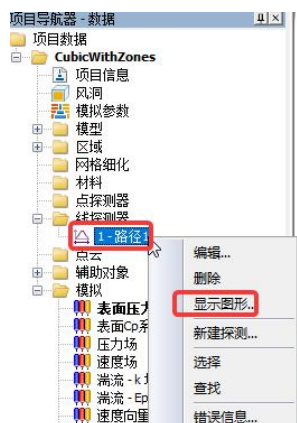 项目导航器 - 数据
项目数据
CubicWithZones
项目信息
风洞
模拟参数
模型
区域
网格细化
材料
点探测器
线探测器
1 - 路径1
点云
辅助对象
模拟
表面压力
表面Cp系
压力场
速度场
湍流 - k
湍流 - Ep
速度向量
编辑...
删除
显示图形..
新建探测...
选择
查找
错误信息...